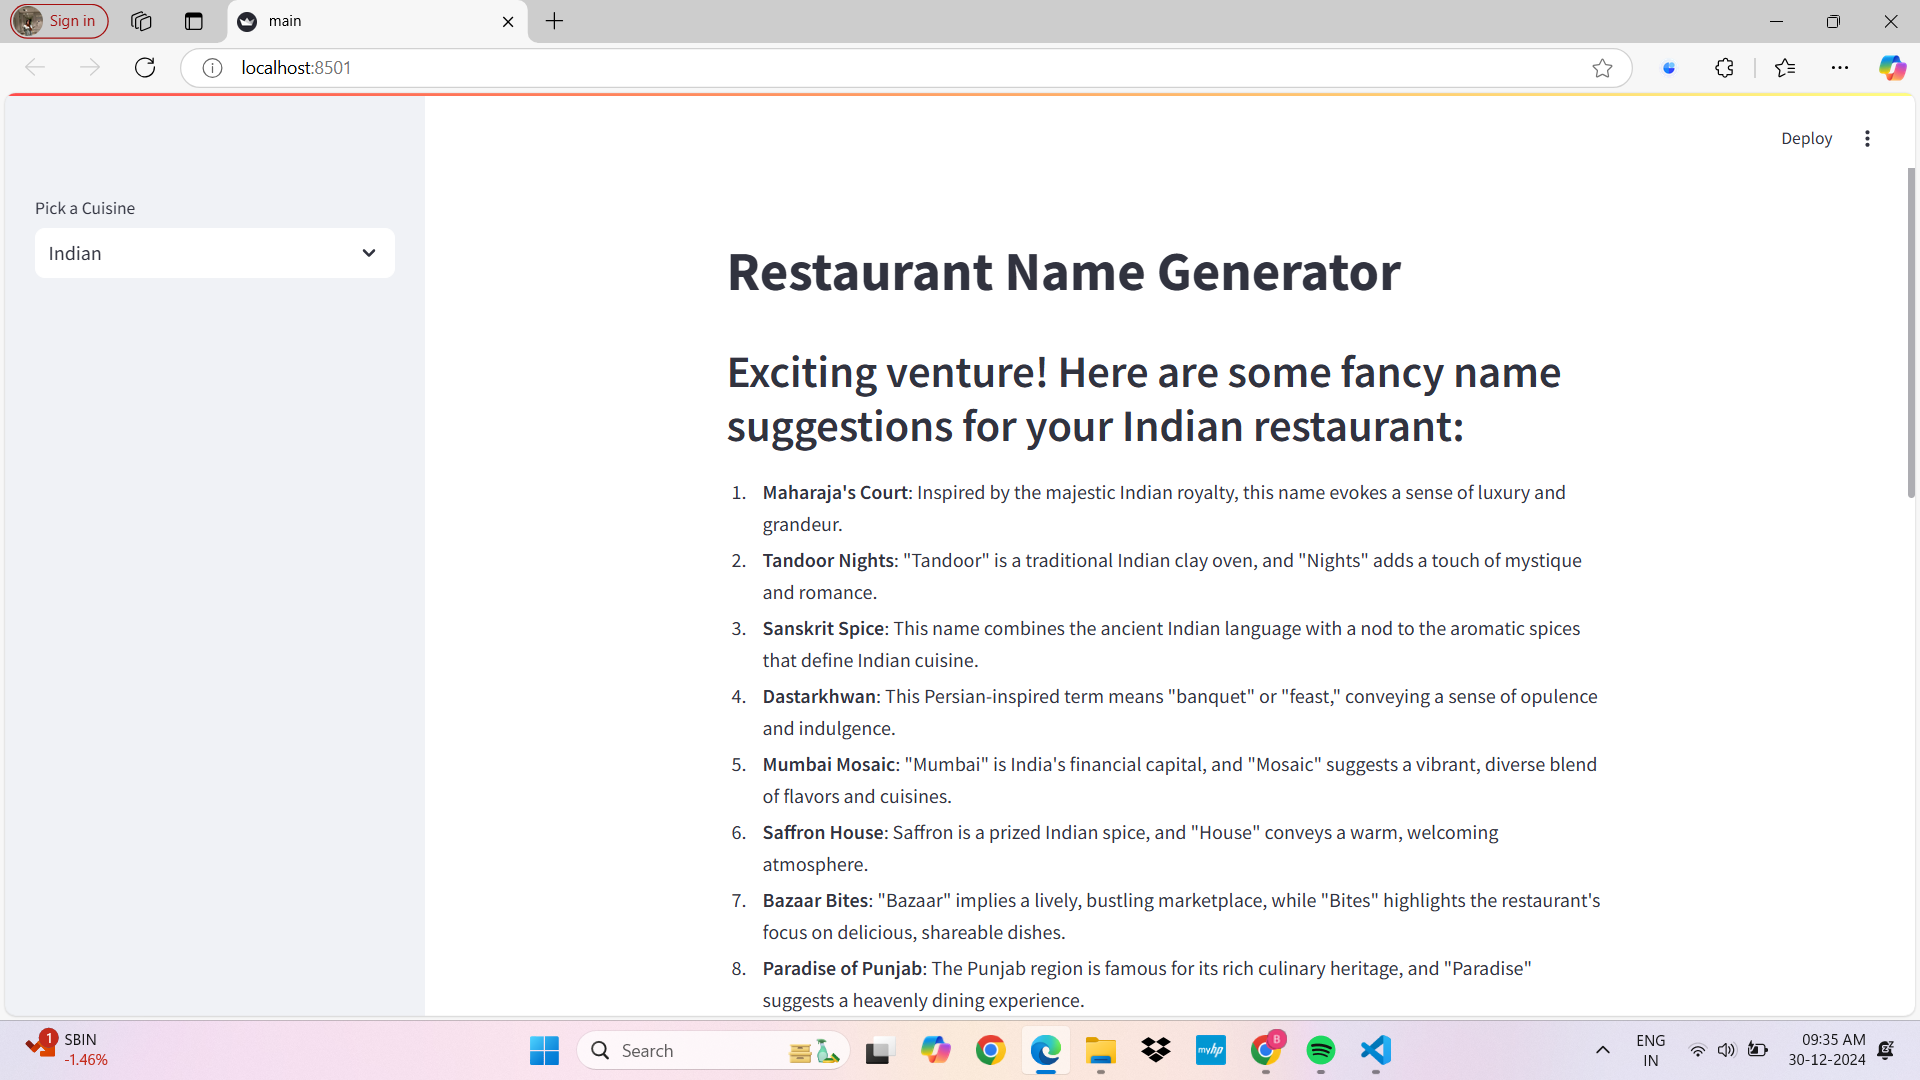 Sign in
main
localhost:8501
Deploy
Pick a Cuisine
Indian
Restaurant Name Generator
Exciting venture! Here are some fancy name
suggestions for your Indian restaurant:
1. Maharaja's Court: Inspired by the majestic Indian royalty, this name evokes a sense of luxury and
grandeur.
2. Tandoor Nights: "Tandoor" is a traditional Indian clay oven, and "Nights" adds a touch of mystique
and romance.
3. Sanskrit Spice: This name combines the ancient Indian language with a nod to the aromatic spices
that define Indian cuisine.
4. Dastarkhwan: This Persian-inspired term means "banquet" or "feast," conveying a sense of opulence
and indulgence.
5. Mumbai Mosaic: "Mumbai" is India's financial capital, and "Mosaic" suggests a vibrant, diverse blend
of flavors and cuisines.
6. Saffron House: Saffron is a prized Indian spice, and "House" conveys a warm, welcoming
atmosphere.
7. Bazaar Bites: "Bazaar" implies a lively, bustling marketplace, while "Bites" highlights the restaurant's
focus on delicious, shareable dishes.
8. Paradise of Punjab: The Punjab region is famous for its rich culinary heritage, and "Paradise"
suggests a heavenly dining experience.
1
SBIN
-1.46%
Search
myhp
B
ENG
IN
09:35 AM
30-12-2024